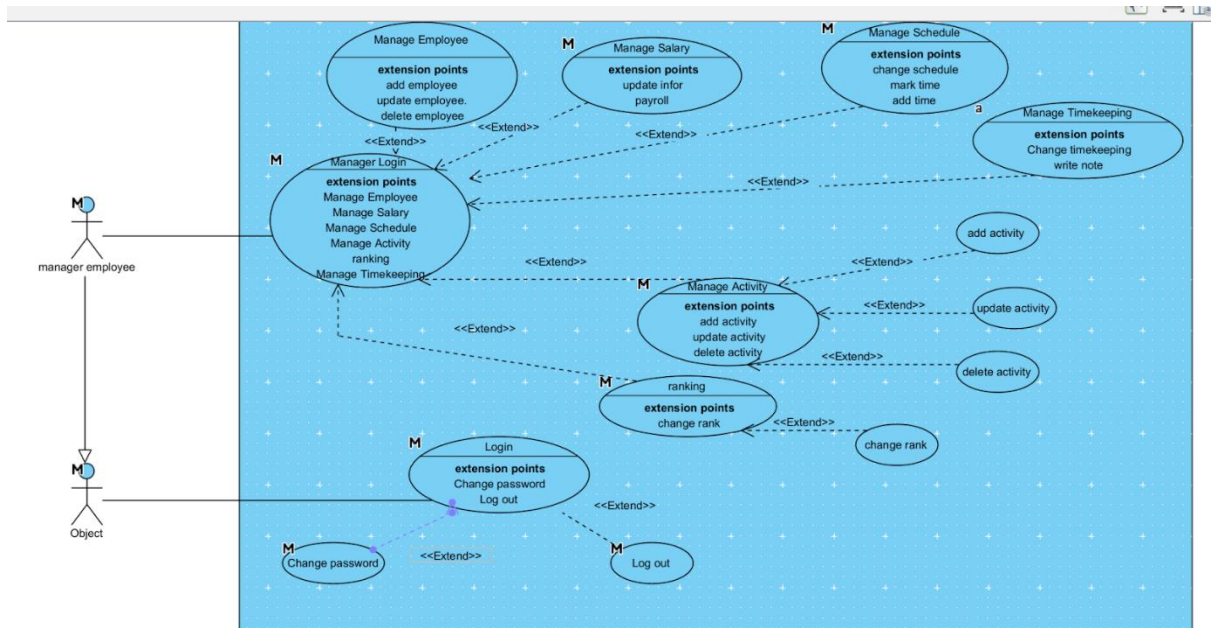 Manage Employee
extension points
add employee
update employee.
delete employee
M
Manage Salary
extension points
update infor
payroll
M
Manage Schedule
extension points
change schedule
mark time
add time
a
Manage Timekeeping
extension points
Change timekeeping
write note
<<Extend>>
<<Extend>>
<<Extend>>
<<Extend>>
M
Manager Login
extension points
Manage Employee
Manage Salary
Manage Schedule
Manage Activity
ranking
Manage Timekeeping
M
manager employee
<<Extend>>
M
Manage Activity
extension points
add activity
update activity
delete activity
<<Extend>>
add activity
<<Extend>>
update activity
<<Extend>>
delete activity
<<Extend>>
M
ranking
extension points
change rank
<<Extend>>
change rank
M
Login
extension points
Change password
Log out
M
Object
<<Extend>>
<<Extend>>
M
Change password
M
Log out